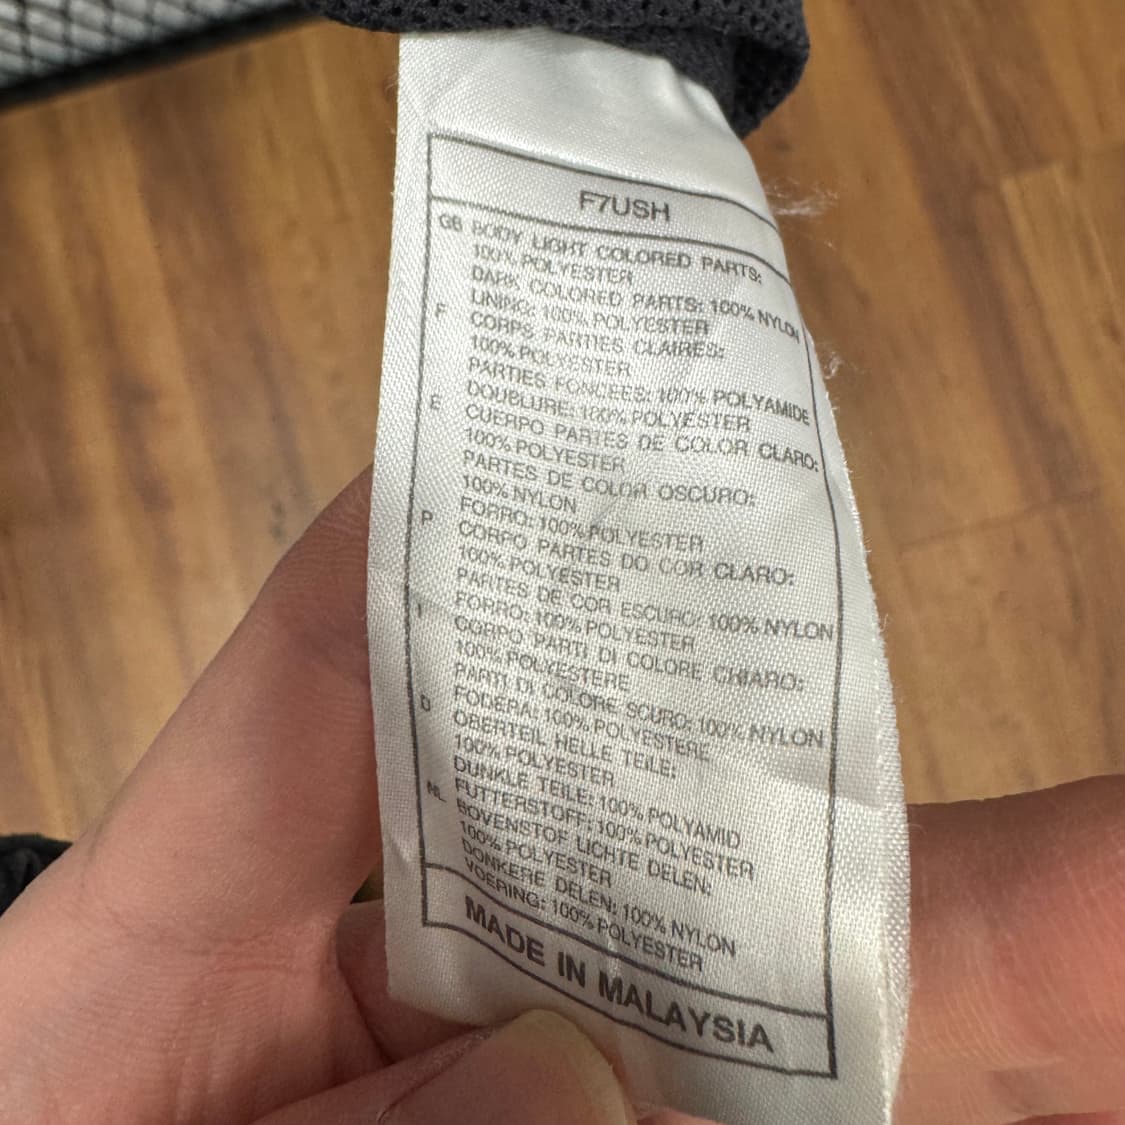 F7USH
GB BODY LIGHT COLORED PARTS:
100% POLYESTER
DARK COLORED PARTS: 100% NYLON
LINING: 100% POLYESTER
F CORPS PARTIES CLAIRES:
100% POLYESTER
PARTIES FONCEES: 100% POLYAMIDE
DOUBLURE: 100% POLYESTER
E CUERPO PARTES DE COLOR CLARO:
100% POLYESTER
PARTES DE COLOR OSCURO:
100% NYLON
FORRO: 100% POLYESTER
P CORPO PARTES DO COR CLARO:
100% POLYESTER
PARTES DE COR ESCURO: 100% NYLON
FORRO: 100% POLYESTER
I CORPO PARTI DI COLORE CHIARO:
100% POLYESTERE
PARTI DI COLORE SCURO: 100% NYLON
FODERA: 100% POLYESTERE
D OBERTEIL HELLE TEILE:
100% POLYESTER
DUNKLE TEILE: 100% POLYAMID
FUTTERSTOFF: 100% POLYESTER
NL BOVENSTOF LICHTE DELEN:
100% POLYESTER
DONKERE DELEN: 100% NYLON
VOERING: 100% POLYESTER
MADE IN MALAYSIA